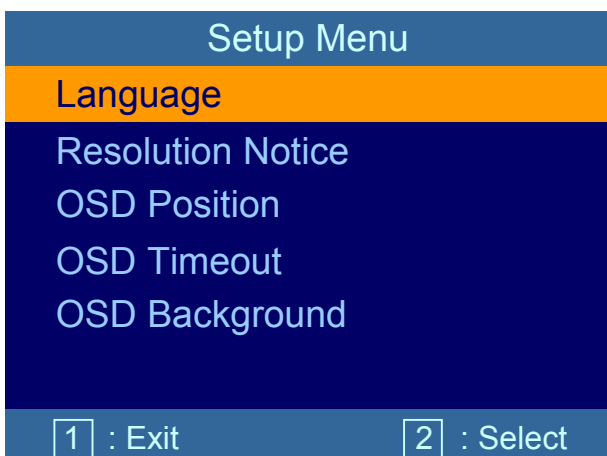 Setup Menu
Language
Resolution Notice
OSD Position
OSD Timeout
OSD Background
1 : Exit 2 : Select